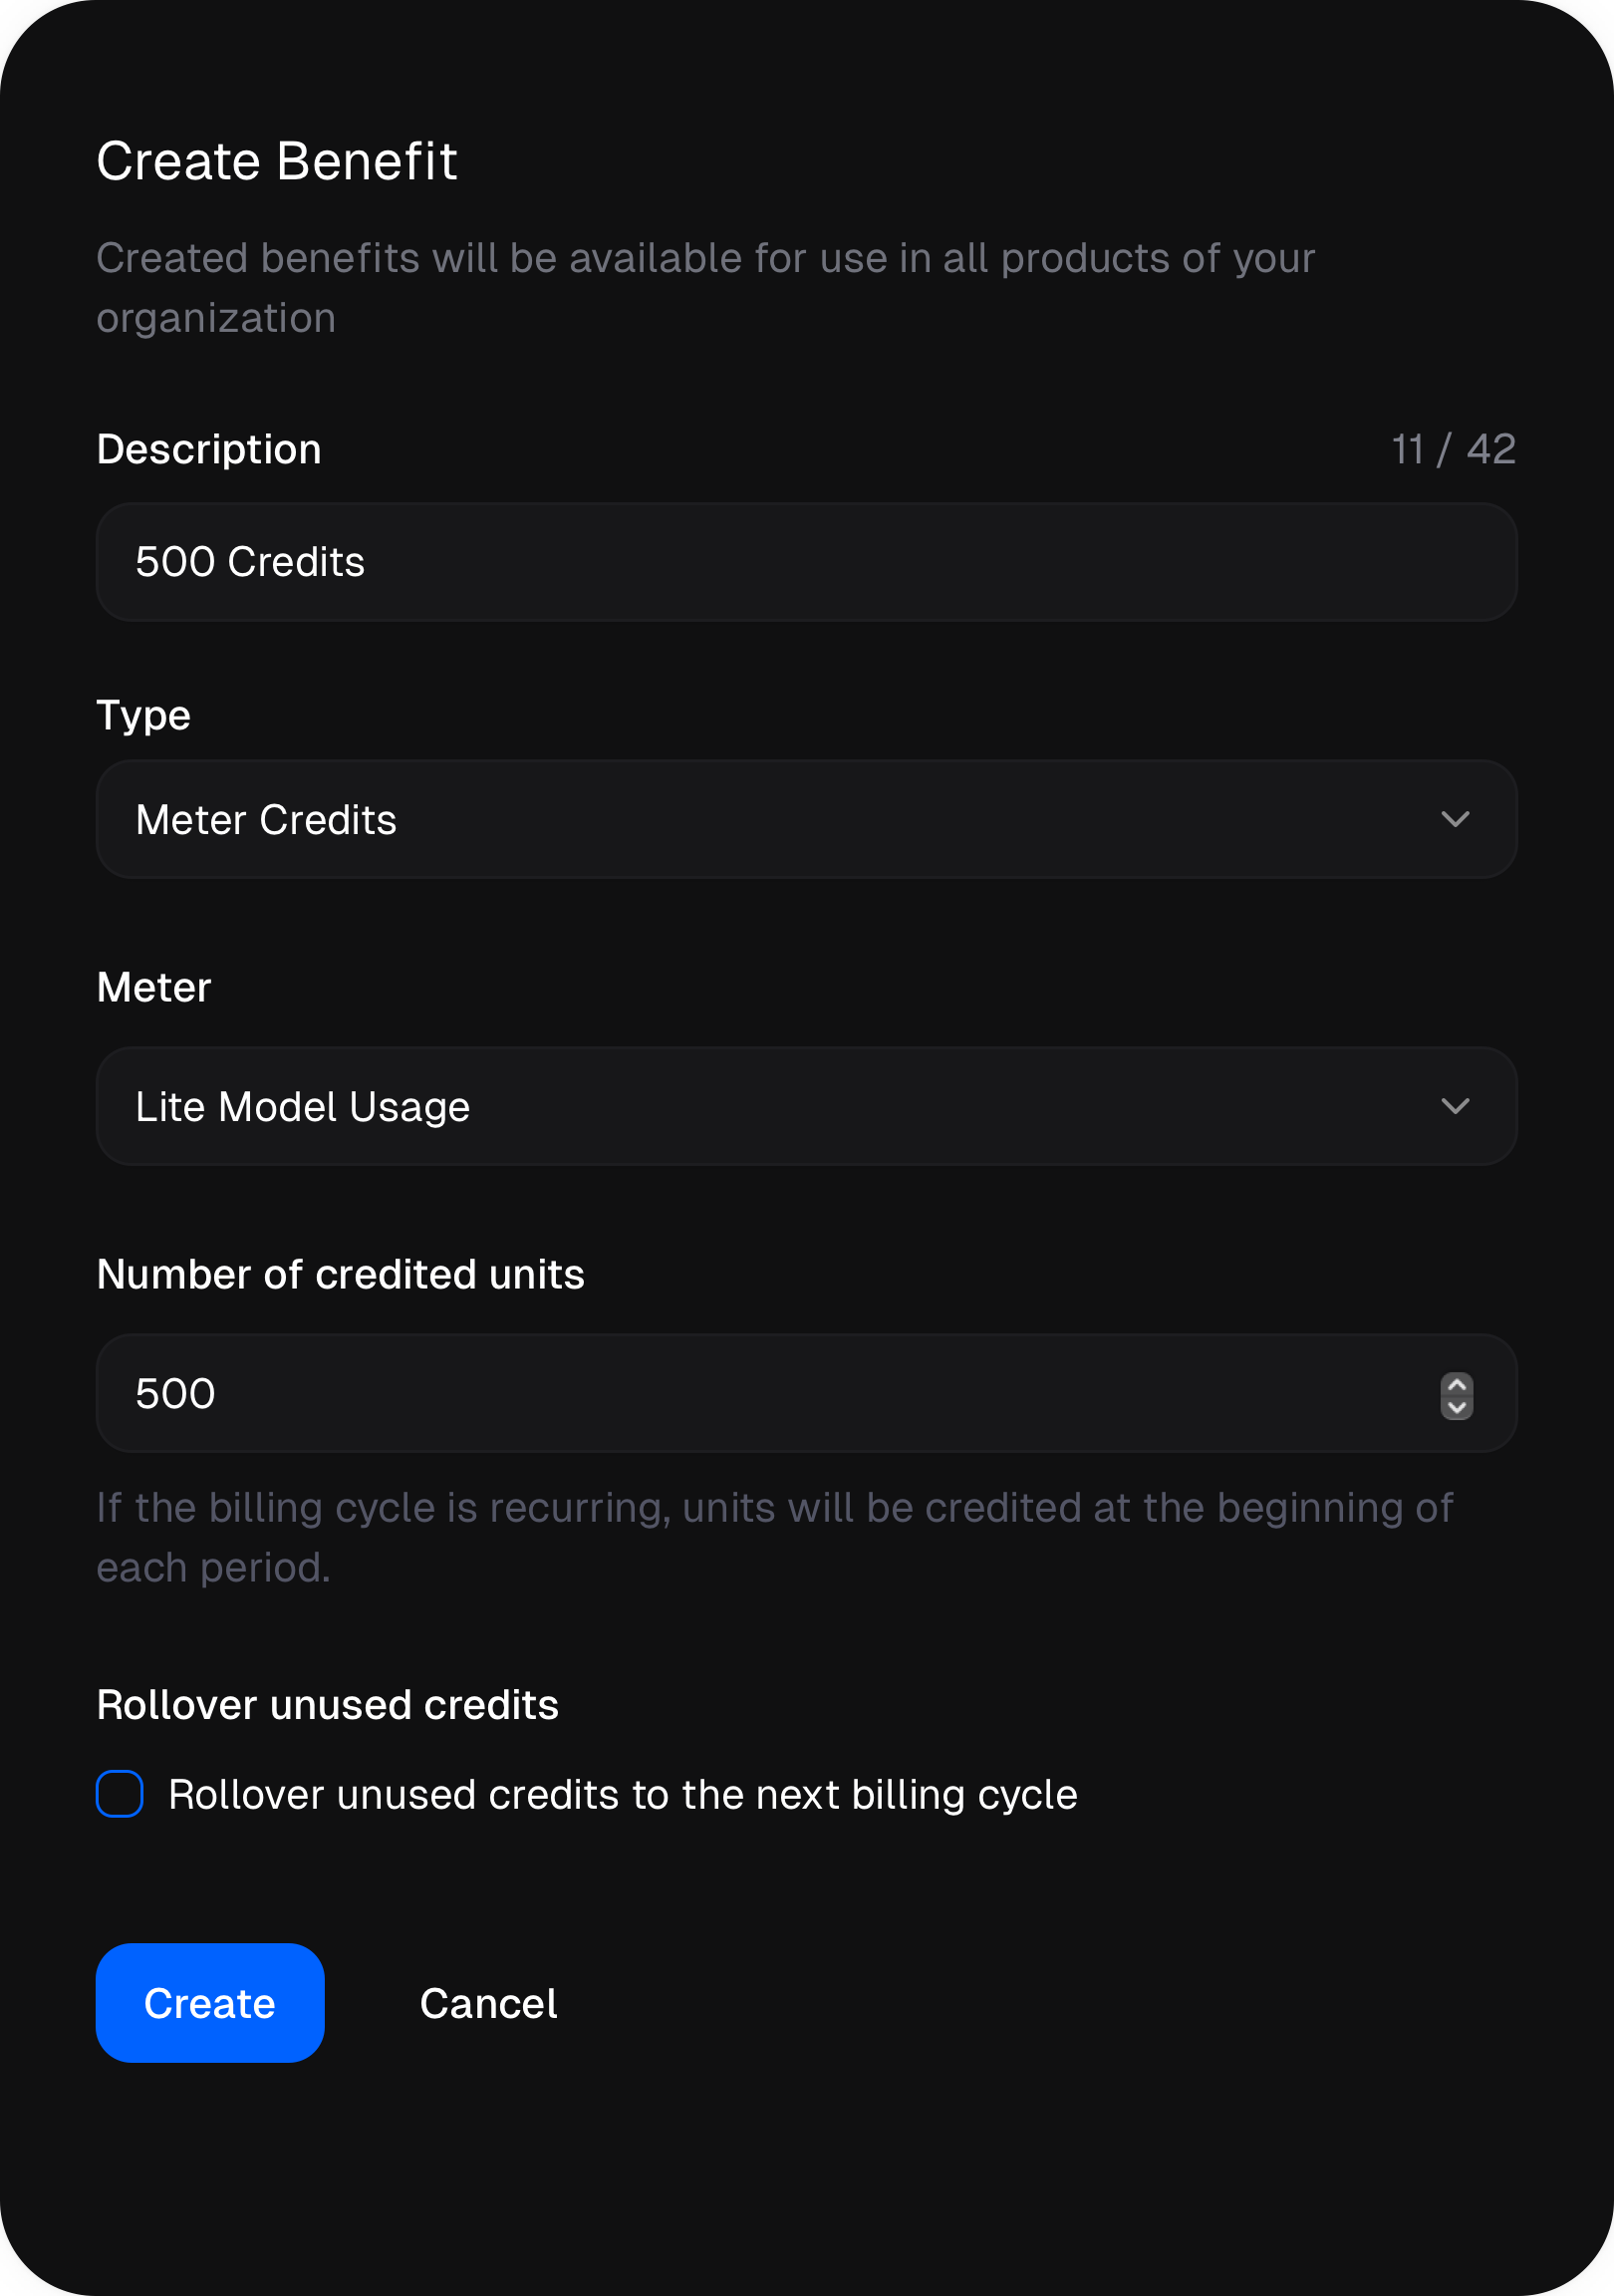 Create Benefit
Created benefits will be available for use in all products of your
organization
Description
11 / 42
500 Credits
Type
Meter Credits
Meter
Lite Model Usage
Number of credited units
500
If the billing cycle is recurring, units will be credited at the beginning of
each period.
Rollover unused credits
Rollover unused credits to the next billing cycle
Create
Cancel